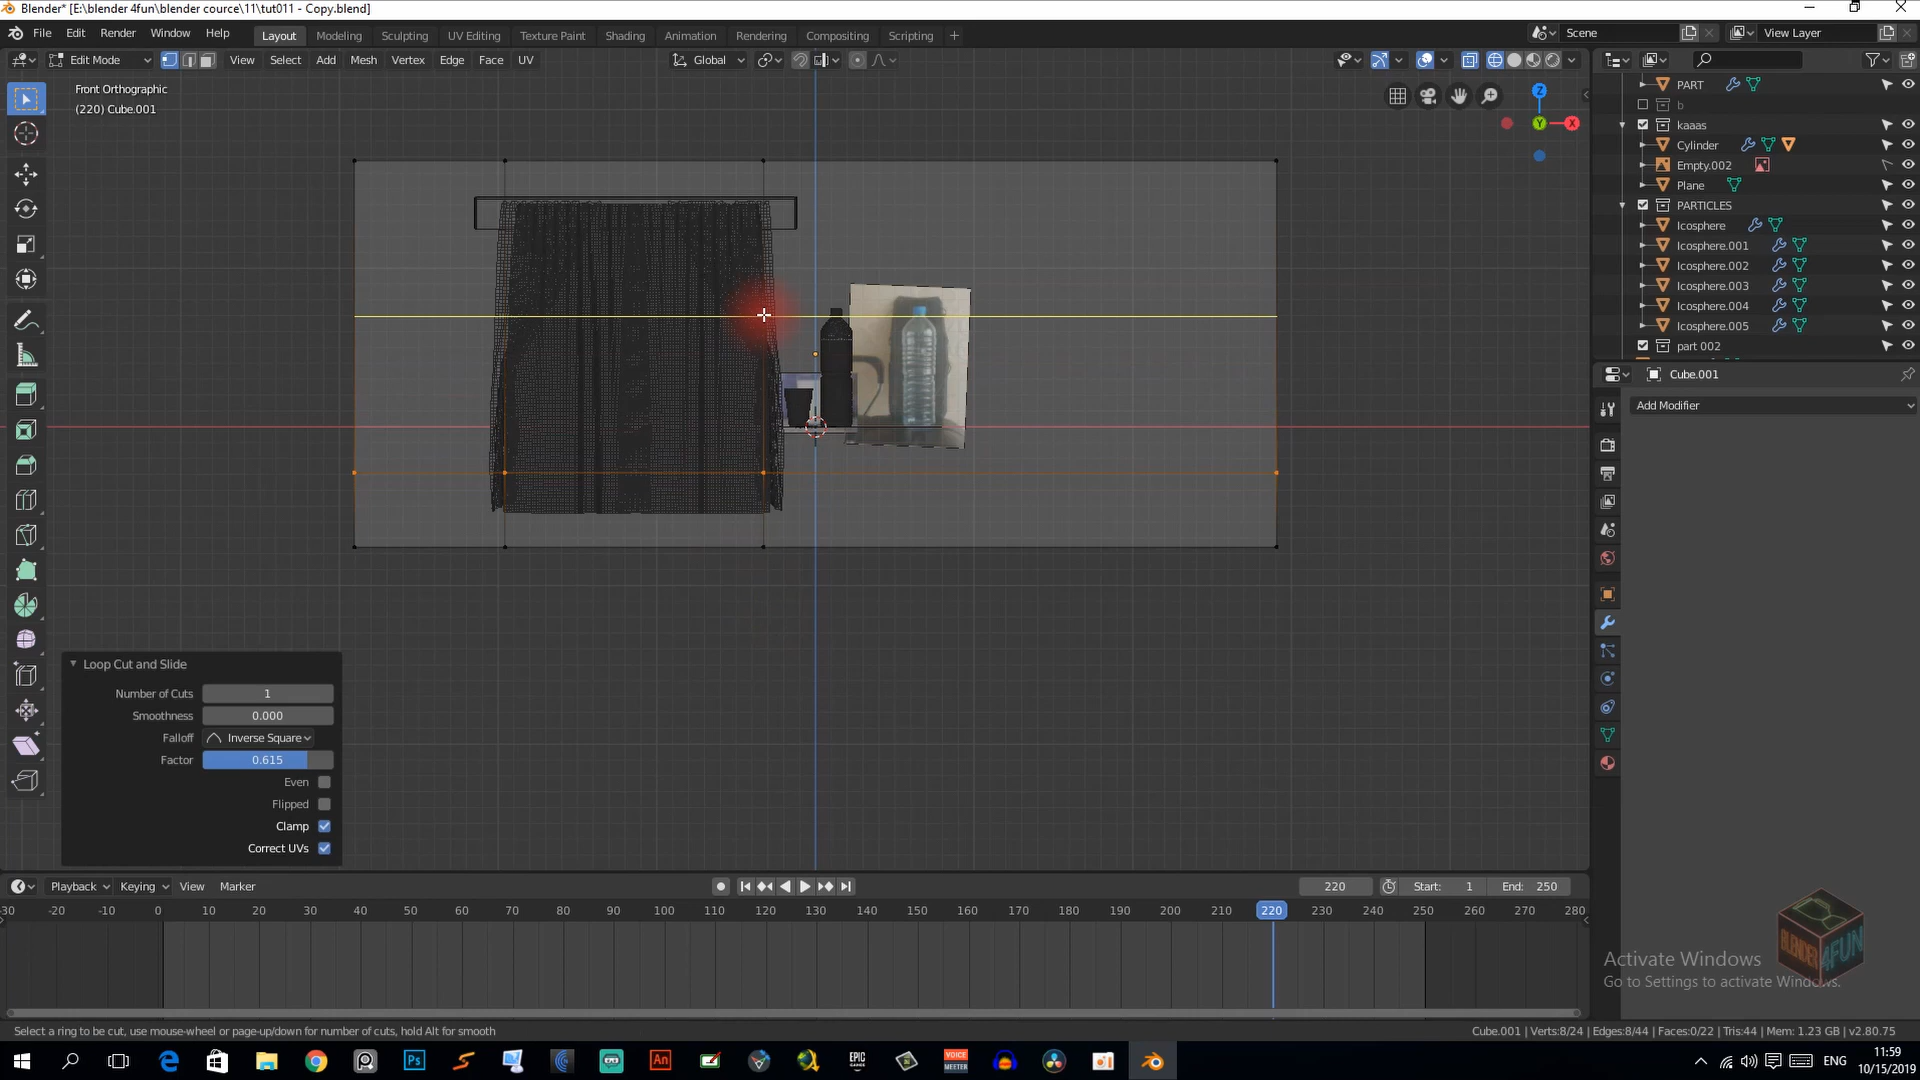 Blender* [E:\blender 4fun\blender cource\11\tut011 - Copy.blend]
File Edit Render Window Help
Layout Modeling Sculpting UV Editing Texture Paint Shading Animation Rendering Compositing Scripting +
Scene View Layer
Edit Mode View Select Add Mesh Vertex Edge Face UV Global
Front Orthographic
(220) Cube.001
Z
Y
X
PART
b
kaaas
Cylinder
Empty.002
Plane
PARTICLES
Icosphere
Icosphere.001
Icosphere.002
Icosphere.003
Icosphere.004
Icosphere.005
part 002
Cube.001
Add Modifier
Loop Cut and Slide
Number of Cuts 1
Smoothness 0.000
Falloff Inverse Square
Factor 0.615
Even
Flipped
Clamp
Correct UVs
Playback Keying View Marker
220 Start: 1 End: 250
-30 -20 -10 0 10 20 30 40 50 60 70 80 90 100 110 120 130 140 150 160 170 180 190 200 210 220 230 240 250 260 270 280
Activate Windows
Go to Settings to activate Windows.
BLENDER4FUN
Select a ring to be cut, use mouse-wheel or page-up/down for number of cuts, hold Alt for smooth
Cube.001 | Verts:8/24 | Edges:8/44 | Faces:0/22 | Tris:44 | Mem: 1.23 GB | v2.80.75
Ps
An
EPIC GAMES
VOICE MEETER
ENG
11:59
10/15/2019